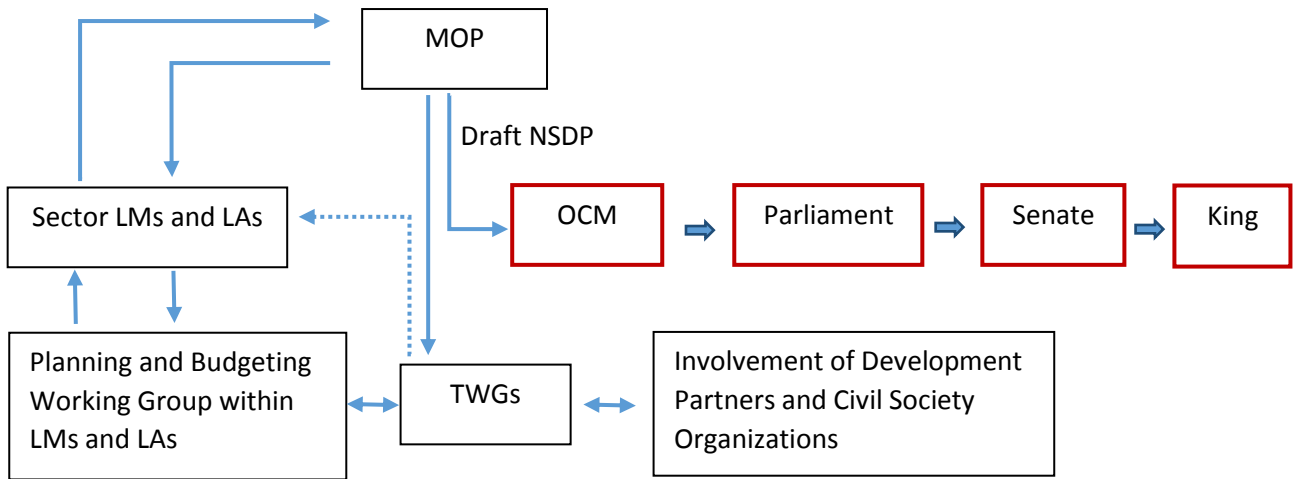 MOP
Draft NSDP
Sector LMs and LAs
OCM
Parliament
Senate
King
Planning and Budgeting
Working Group within
LMs and LAs
TWGs
Involvement of Development
Partners and Civil Society
Organizations